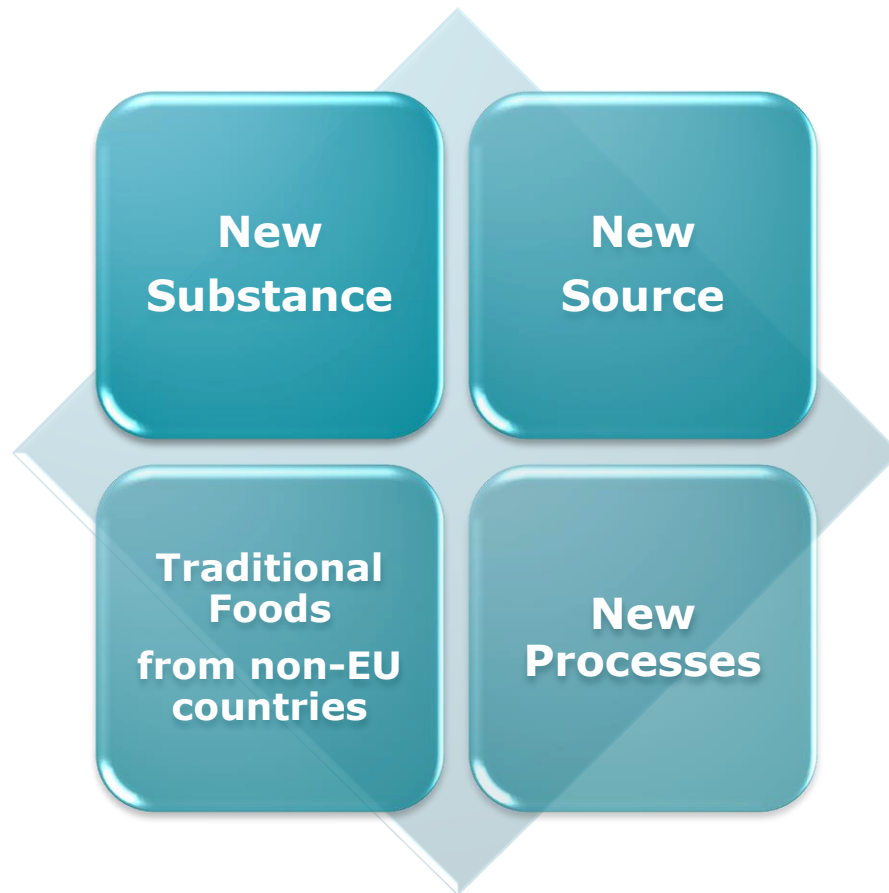 New
Substance
New
Source
Traditional
Foods
from non-EU
countries
New
Processes